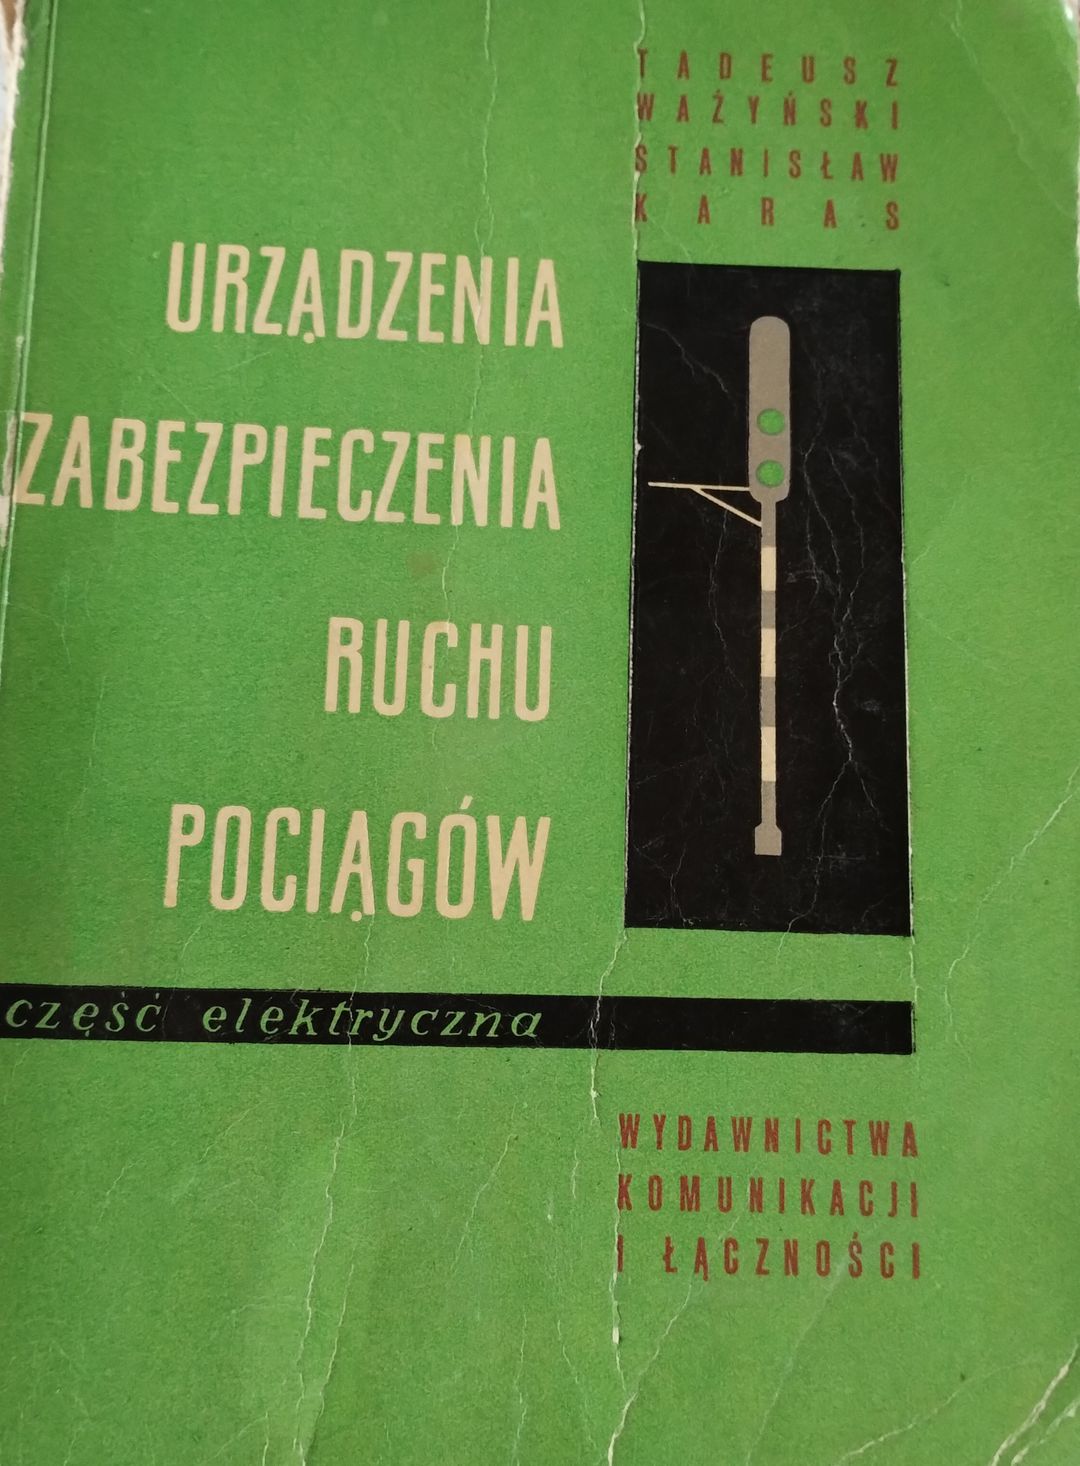 TADEUSZ
WAŻYŃSKI
STANISŁAW
KARAS
URZĄDZENIA
ZABEZPIECZENIA
RUCHU
POCIĄGÓW
część elektryczna
WYDAWNICTWA
KOMUNIKACJI
I ŁĄCZNOŚCI